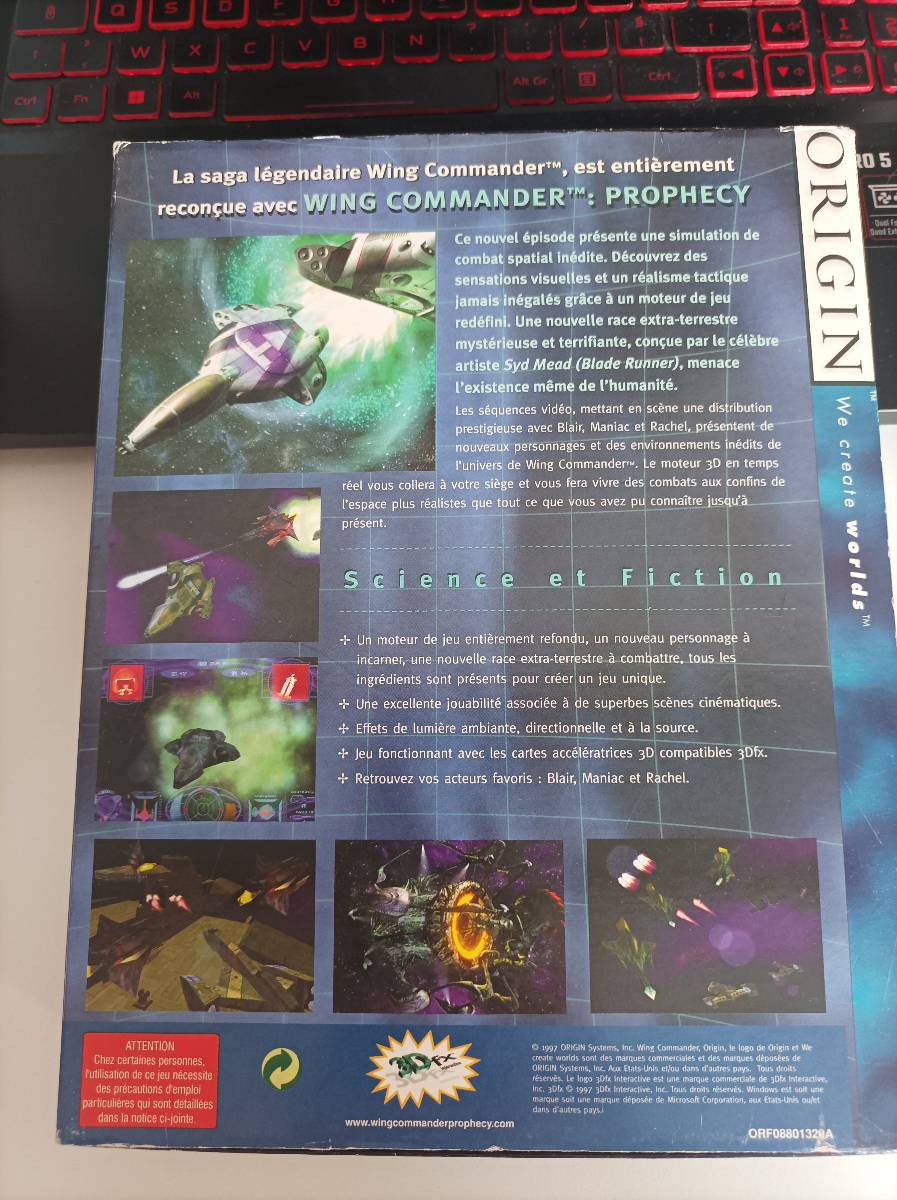 Q S D F
W X C V B N
Ctrl Fn Alt Alt Gr Ctrl
RO 5
La saga légendaire Wing Commander™, est entièrement
reconçue avec WING COMMANDER™: PROPHECY
Ce nouvel épisode présente une simulation de
combat spatial inédite. Découvrez des
sensations visuelles et un réalisme tactique
jamais inégalés grâce à un moteur de jeu
redéfini. Une nouvelle race extra-terrestre
mystérieuse et terrifiante, conçue par le célèbre
artiste Syd Mead (Blade Runner), menace
l'existence même de l'humanité.
Les séquences vidéo, mettant en scène une distribution
prestigieuse avec Blair, Maniac et Rachel, présentent de
nouveaux personnages et des environnements inédits de
l'univers de Wing Commander™. Le moteur 3D en temps
réel vous collera à votre siège et vous fera vivre des combats aux confins de
l'espace plus réalistes que tout ce que vous avez pu connaître jusqu'à
présent.
Science et Fiction
Un moteur de jeu entièrement refondu, un nouveau personnage à
incarner, une nouvelle race extra-terrestre à combattre, tous les
ingrédients sont présents pour créer un jeu unique.
Une excellente jouabilité associée à de superbes scènes cinématiques.
Effets de lumière ambiante, directionnelle et à la source.
Jeu fonctionnant avec les cartes accélératrices 3D compatibles 3Dfx.
Retrouvez vos acteurs favoris : Blair, Maniac et Rachel.
ORIGIN
We create worlds™
ATTENTION
Chez certaines personnes,
l'utilisation de ce jeu nécessite
des précautions d'emploi
particulières qui sont détaillées
dans la notice ci-jointe.
3Dfx
www.wingcommanderprophecy.com
© 1997 ORIGIN Systems, Inc. Wing Commander, Origin, le logo de Origin et We
create worlds sont des marques commerciales et des marques déposées de
ORIGIN Systems, Inc. Aux Etats-Unis et/ou dans d'autres pays. Tous droits
réservés. Le logo 3Dfx Interactive est une marque commerciale de 3Dfx Interactive,
Inc. 3Dfx © 1997 3Dfx Interactive, Inc. Tous droits réservés. Windows est soit une
marque soit une marque déposée de Microsoft Corporation, aux Etats-Unis ou/et
dans d'autres pays.
ORF08801329A